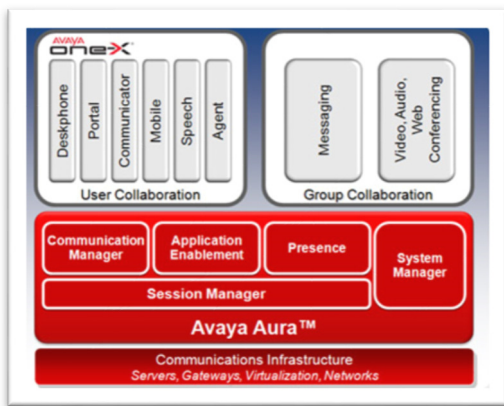 AVAYA
one-X
Deskphone
Portal
Communicator
Mobile
Speech
Agent
User Collaboration
Messaging
Video, Audio,
Web
Conferencing
Group Collaboration
Communication
Manager
Application
Enablement
Presence
System
Manager
Session Manager
Avaya Aura™
Communications Infrastructure
Servers, Gateways, Virtualization, Networks